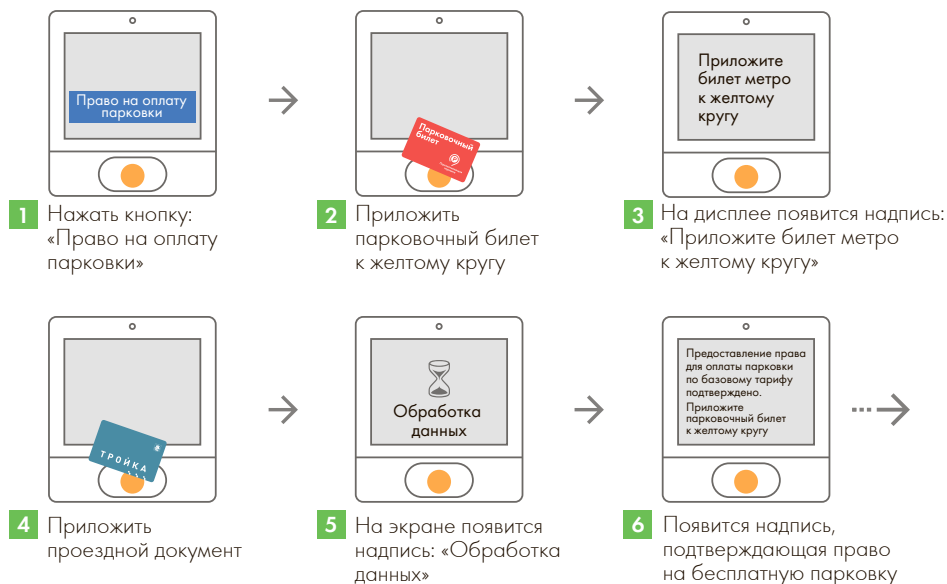 Право на оплату
парковки
1
Нажать кнопку:
«Право на оплату
парковки»
Парковочный
билет
2
Приложить
парковочный билет
к желтому кругу
Приложите
билет метро
к желтому
кругу
3
На дисплее появится надпись:
«Приложите билет метро
к желтому кругу»
ТРОЙКА
4
Приложить
проездной документ
Обработка
данных
5
На экране появится
надпись: «Обработка
данных»
Предоставление права
для оплаты парковки
по базовому тарифу
подтверждено.
Приложите
парковочный билет
к желтому кругу
6
Появится надпись,
подтверждающая право
на бесплатную парковку